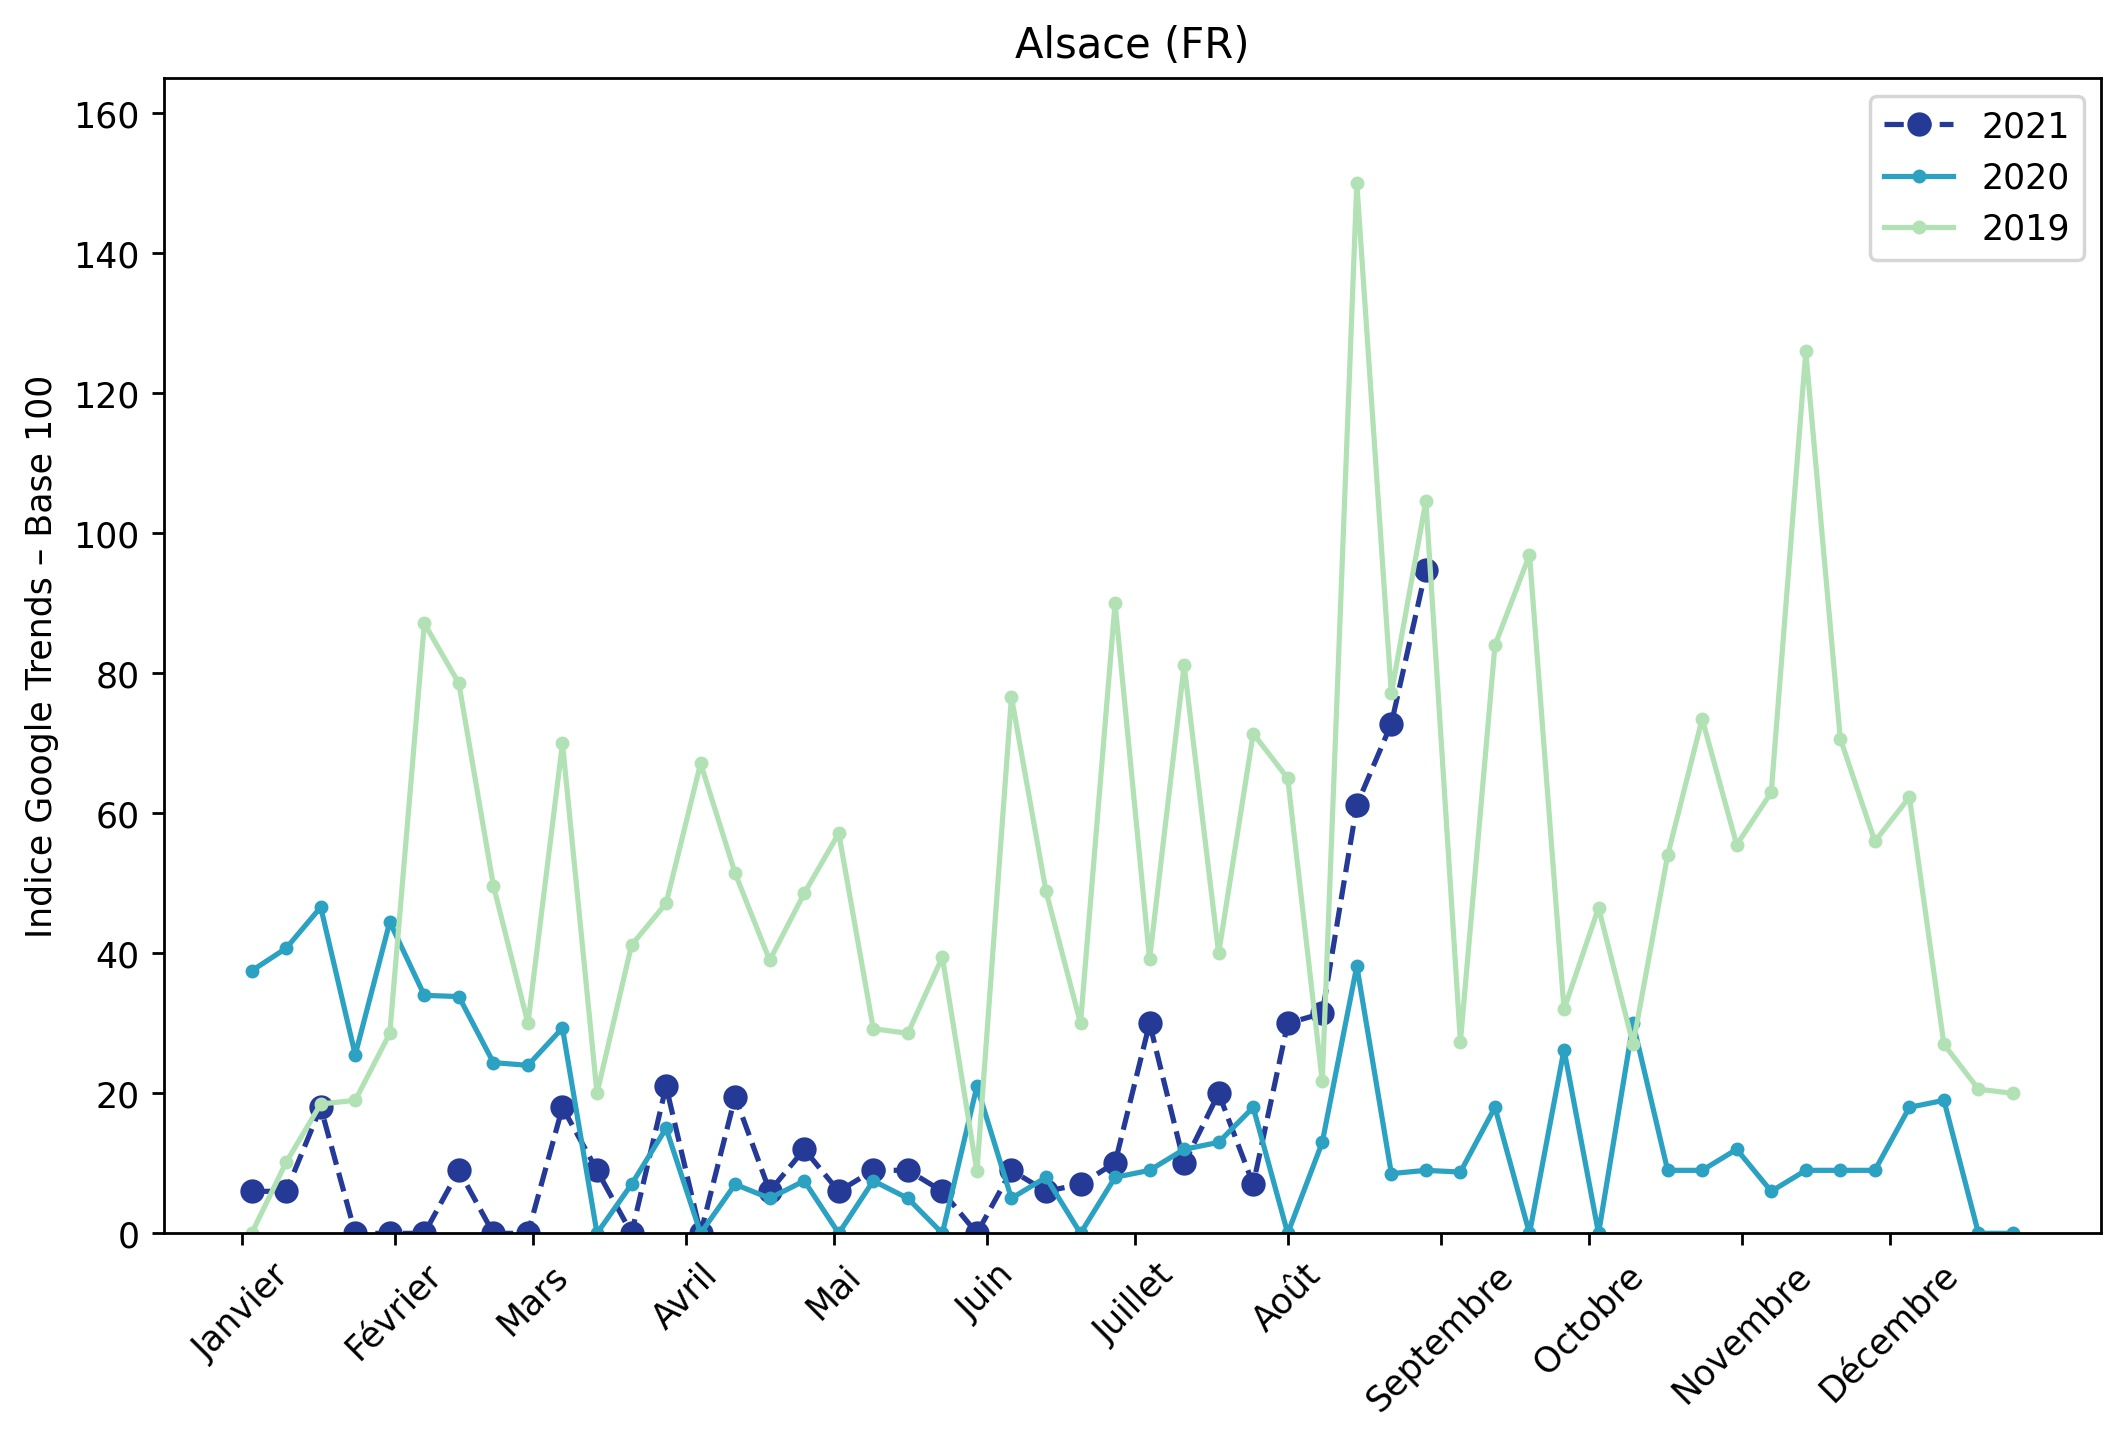 Alsace (FR)
2021
2020
2019
Indice Google Trends – Base 100
160
140
120
100
80
60
40
20
0
Janvier
Février
Mars
Avril
Mai
Juin
Juillet
Août
Septembre
Octobre
Novembre
Décembre